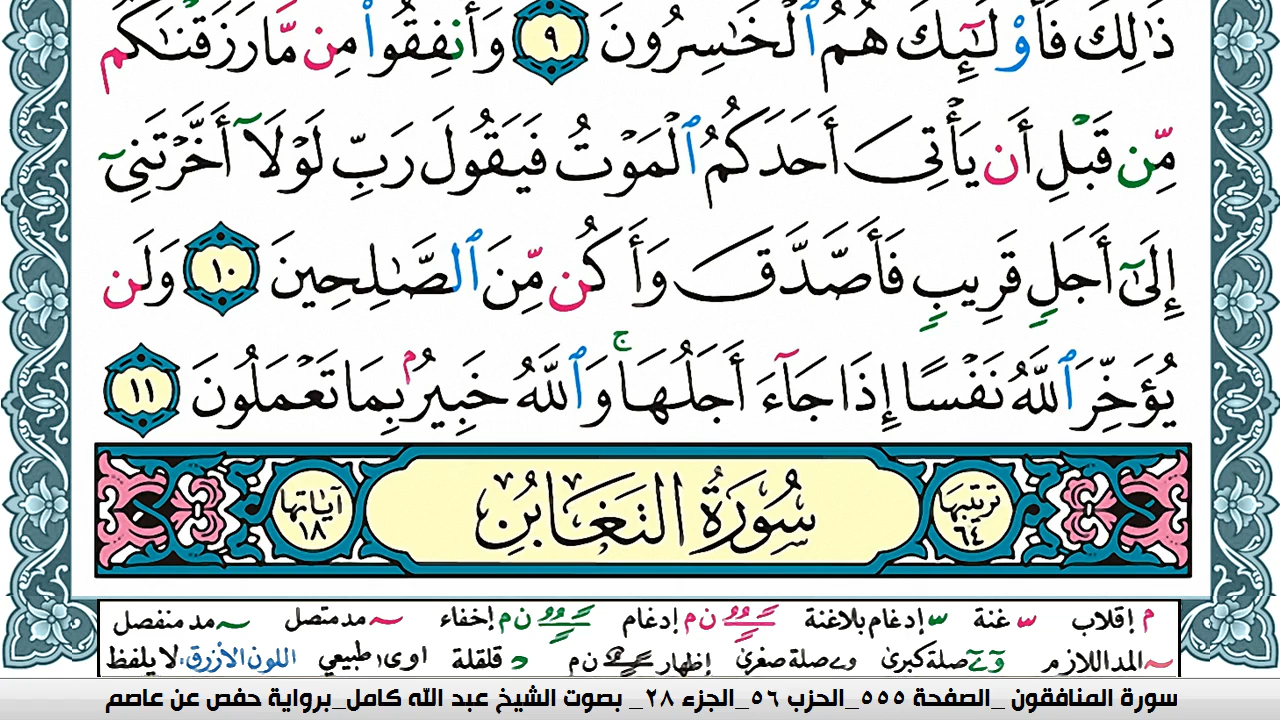 ذَٰلِكَ فَأُو۟لَـٰٓئِكَ هُمُ ٱلْخَـٰسِرُونَ ٩ وَأَنفِقُوا۟ مِن مَّا رَزَقْنَـٰكُم
مِّن قَبْلِ أَن يَأْتِىَ أَحَدَكُمُ ٱلْمَوْتُ فَيَقُولَ رَبِّ لَوْلَآ أَخَّرْتَنِىٓ
إِلَىٰٓ أَجَلٍ قَرِيبٍ فَأَصَّدَّقَ وَأَكُن مِّنَ ٱلصَّـٰلِحِينَ ١٠ وَلَن
يُؤَخِّرَ ٱللَّهُ نَفْسًا إِذَا جَآءَ أَجَلُهَا ۚ وَٱللَّهُ خَبِيرٌۢ بِمَا تَعْمَلُونَ ١١
ترتيبها ٦٤ سُورَةُ التَّغَابُنِ آياتها ١٨
م إقلاب غنة إدغام بلاغنة ن م إدغام ن م إخفاء مد متصل مد منفصل
المد اللازم صلة كبرى صلة صغرى إظهار ن م قلقلة اوى طبيعي اللون الأزرق: لا يلفظ
سورة المنافقون _الصفحة ٥٥٥_الحزب ٥٦_الجزء ٢٨_ بصوت الشيخ عبد الله كامل_برواية حفص عن عاصم